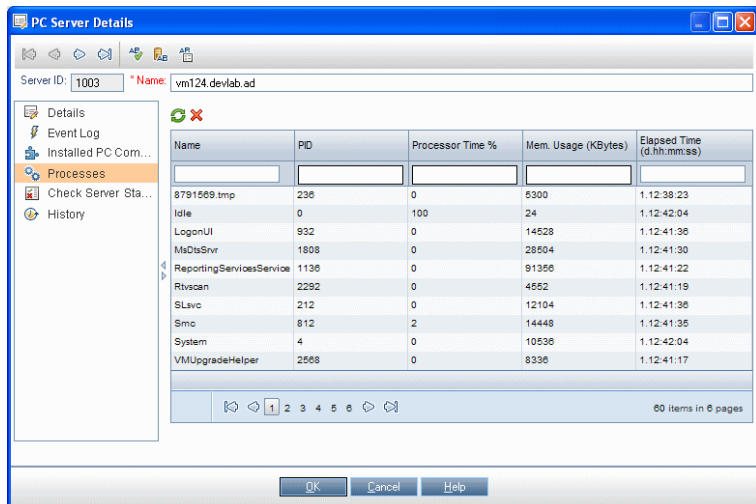 PC Server Details
Server ID: 1003 * Name: vm124.devlab.ad
Details
Event Log
Installed PC Com...
Processes
Check Server Sta...
History
Name PID Processor Time % Mem. Usage (KBytes) Elapsed Time (d.hh:mm:ss)
8791569.tmp 236 0 5300 1.12:38:23
Idle 0 100 24 1.12:42:04
LogonUI 932 0 14528 1.12:41:36
MsDtsSrvr 1808 0 28504 1.12:41:30
ReportingServicesService 1136 0 91356 1.12:41:22
Rtvscan 2292 0 4552 1.12:41:19
SLsvc 212 0 12104 1.12:41:36
Smc 812 2 14448 1.12:41:35
System 4 0 10536 1.12:42:04
VMUpgradeHelper 2568 0 8336 1.12:41:17
1 2 3 4 5 6 60 items in 6 pages
OK Cancel Help